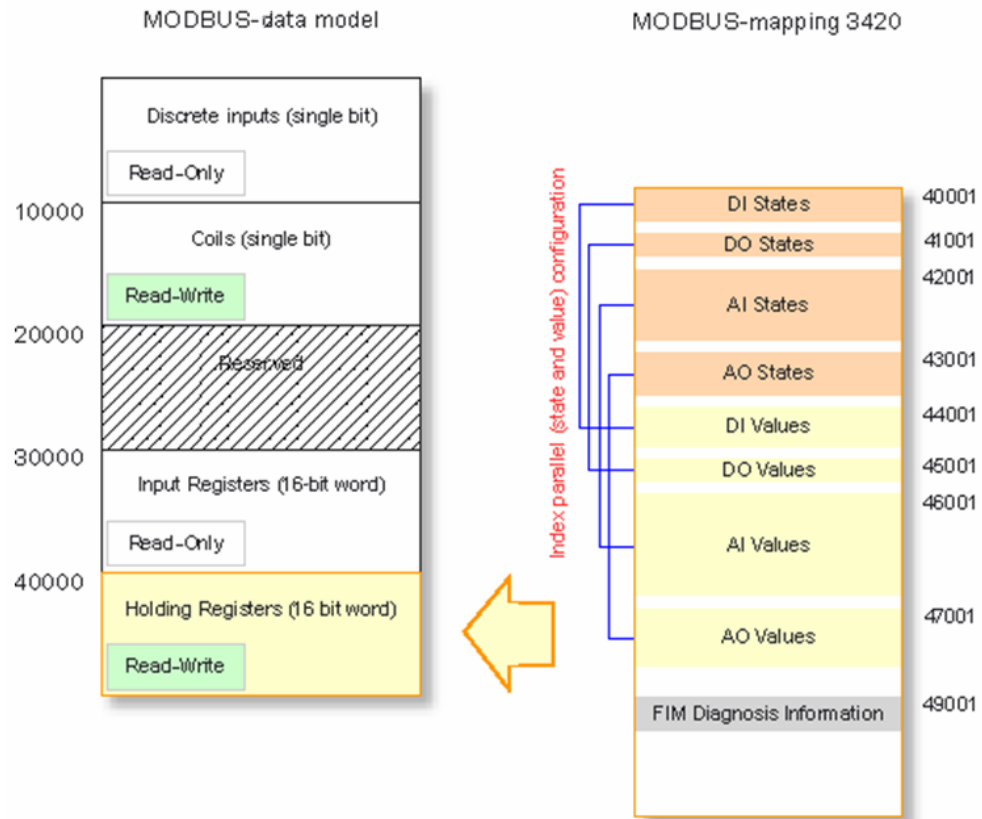 MODBUS-data model
Discrete inputs (single bit)
Read-Only
10000
Coils (single bit)
Read-Write
20000
Reserved
30000
Input Registers (16-bit word)
Read-Only
40000
Holding Registers (16 bit word)
Read-Write
MODBUS-mapping 3420
Index parallel (state and value) configuration
DI States
40001
DO States
41001
AI States
42001
AO States
43001
DI Values
44001
DO Values
45001
AI Values
46001
AO Values
47001
FIM Diagnosis Information
49001